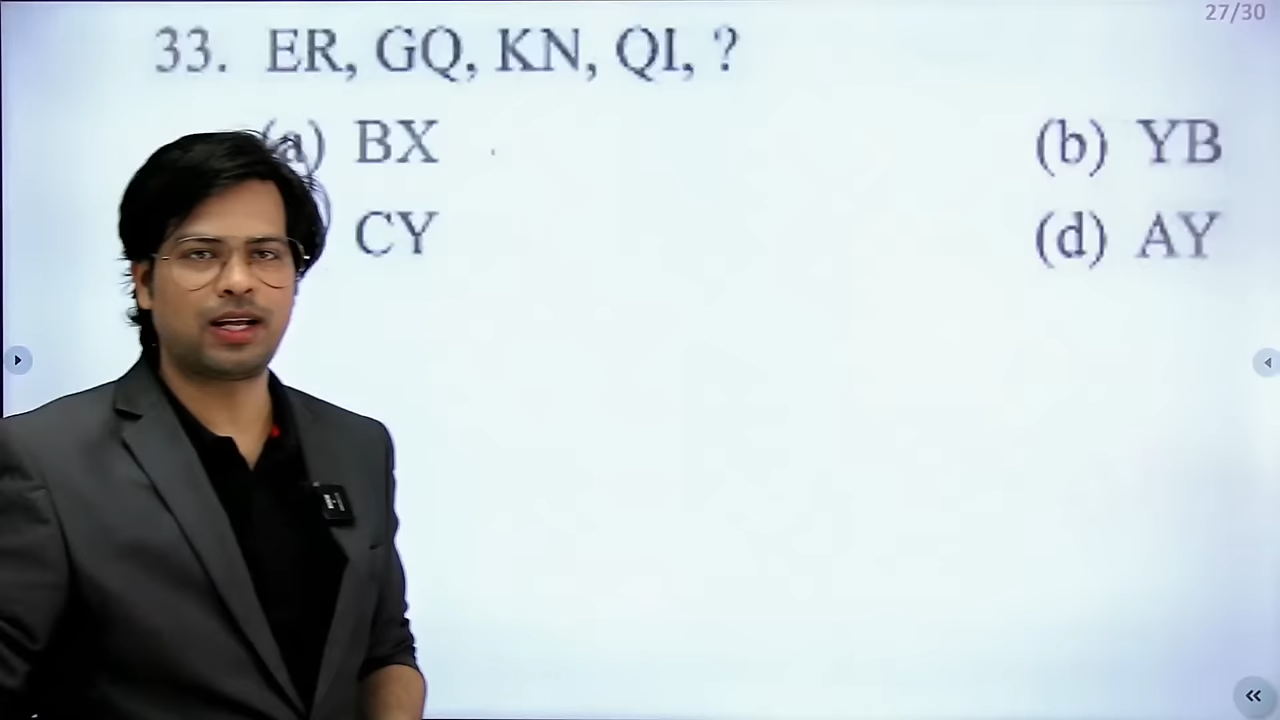 27/30
33. ER, GQ, KN, QI, ?
(a) BX (b) YB
CY (d) AY